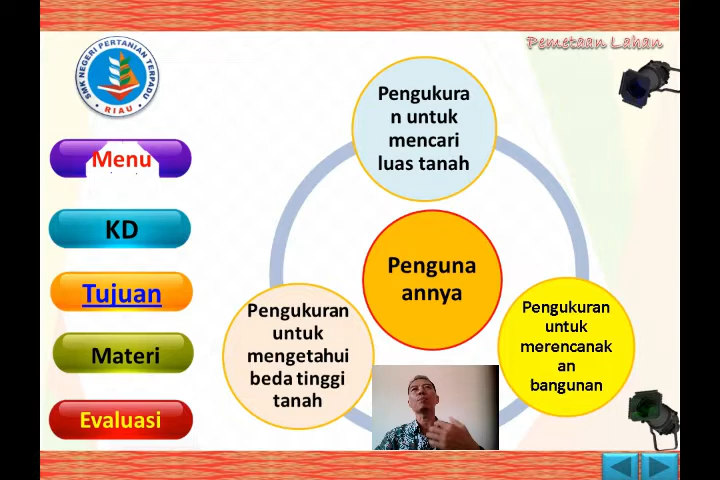 Pemetaan Lahan
SMK NEGERI PERTANIAN TERPADU
RIAU
Menu
KD
Tujuan
Materi
Evaluasi
Pengukura
n untuk
mencari
luas tanah
Penguna
annya
Pengukuran
untuk
mengetahui
beda tinggi
tanah
Pengukuran
untuk
merencanak
an
bangunan